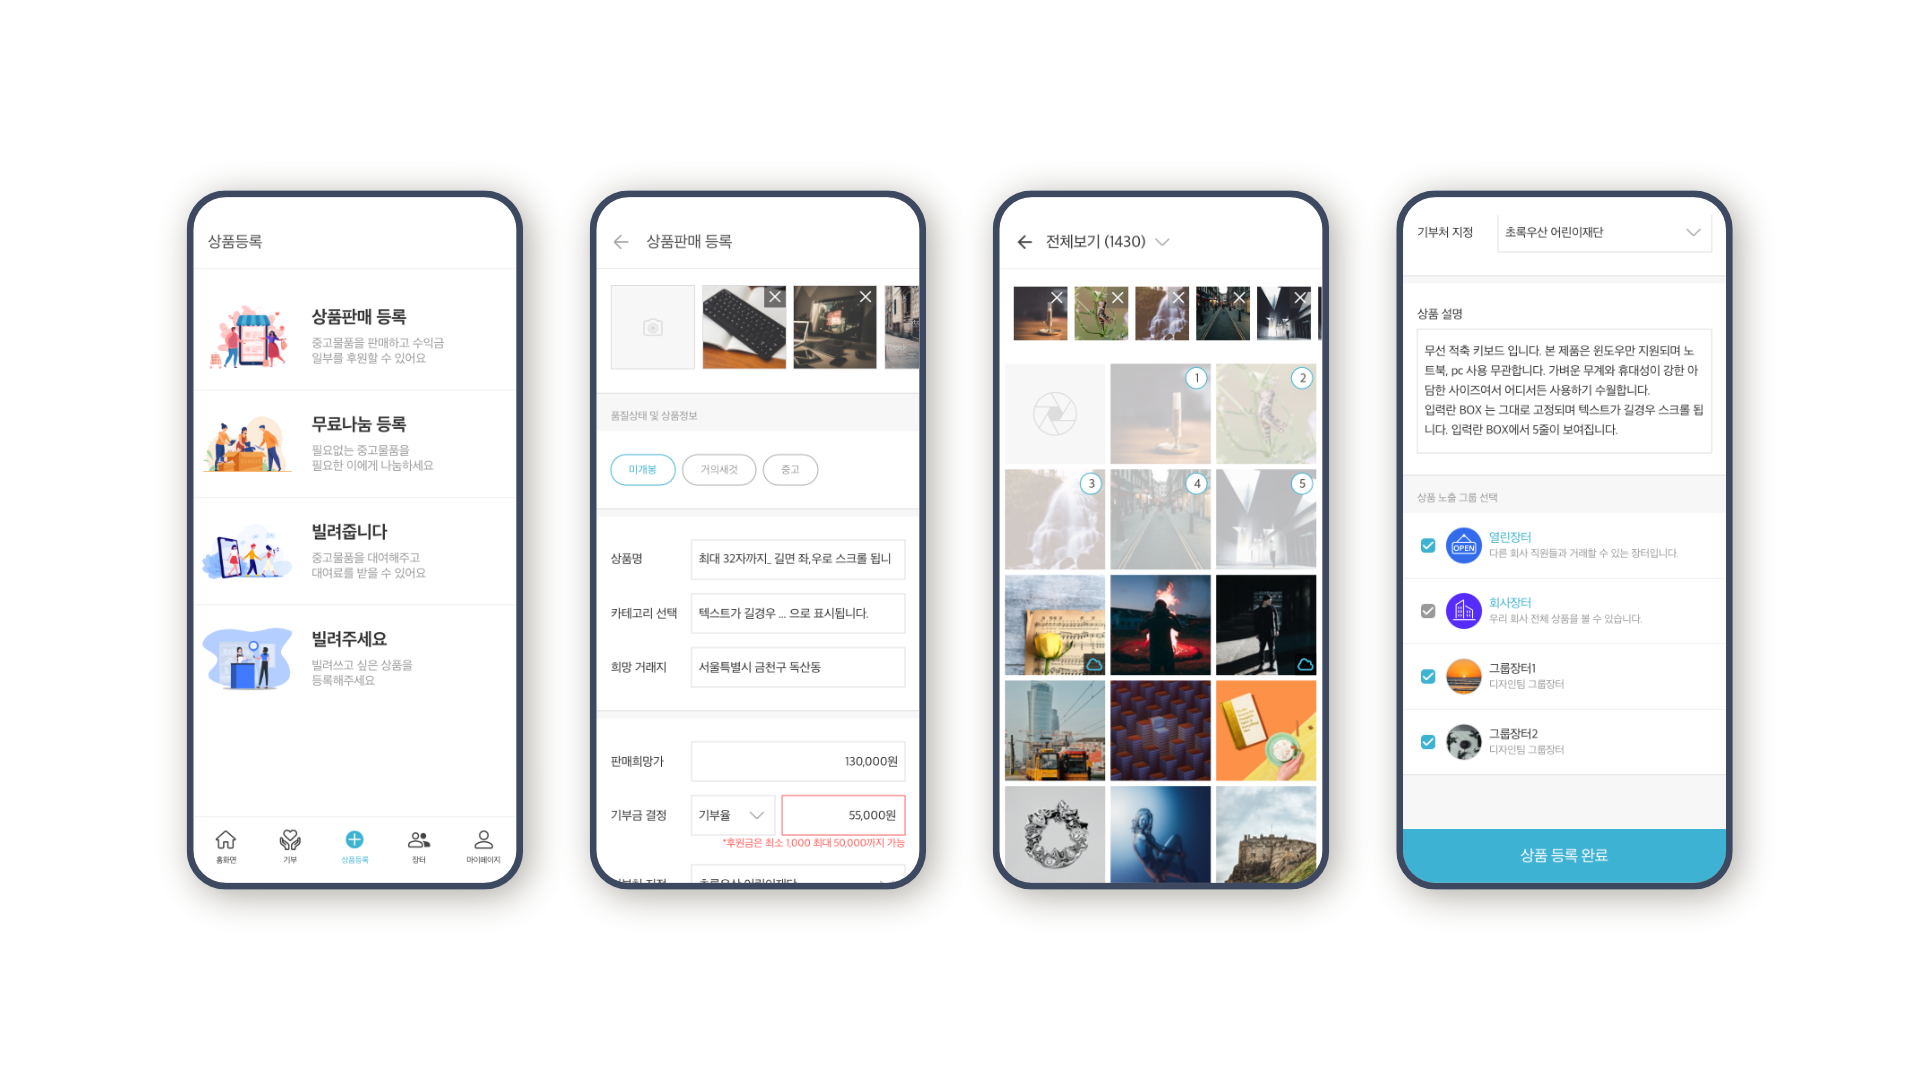 상품등록
상품판매 등록
중고물품을 판매하고 수익금
일부를 후원할 수 있어요
무료나눔 등록
필요없는 중고물품을
필요한 이에게 나눔하세요
빌려줍니다
중고물품을 대여해주고
대여료를 받을 수 있어요
빌려주세요
빌려쓰고 싶은 상품을
등록해주세요
홈화면
기부
상품등록
장터
마이페이지
상품판매 등록
품질상태 및 상품정보
미개봉
거의새것
중고
상품명
최대 32자까지_ 길면 좌,우로 스크롤 됩니
카테고리 선택
텍스트가 길경우 ... 으로 표시됩니다.
희망 거래지
서울특별시 금천구 독산동
판매희망가
130,000원
기부금 결정
기부율
55,000원
*후원금은 최소 1,000 최대 50,000까지 가능
기부처 지정
초록우산 어린이재단
전체보기 (1430)
1
2
3
4
5
기부처 지정
초록우산 어린이재단
상품 설명
무선 적축 키보드 입니다. 본 제품은 윈도우만 지원되며 노
트북, pc 사용 무관합니다. 가벼운 무게와 휴대성이 강한 아
담한 사이즈여서 어디서든 사용하기 수월합니다.
입력란 BOX 는 그대로 고정되며 텍스트가 길경우 스크롤 됩
니다. 입력란 BOX에서 5줄이 보여집니다.
상품 노출 그룹 선택
OPEN
열린장터
다른 회사 직원들과 거래할 수 있는 장터입니다.
회사장터
우리 회사 전체 상품을 볼 수 있습니다.
그룹장터1
디자인팀 그룹장터
그룹장터2
디자인팀 그룹장터
상품 등록 완료